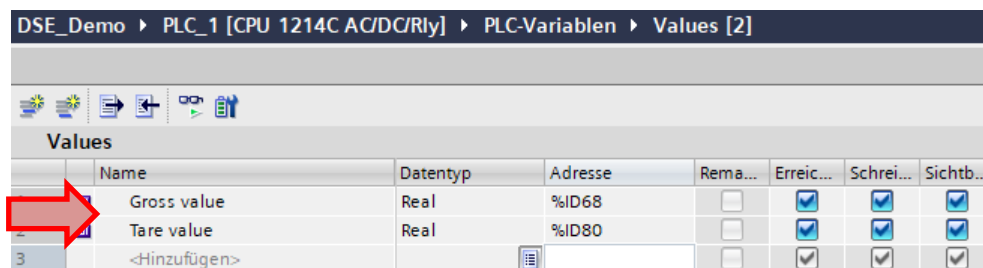 DSE_Demo ▸ PLC_1 [CPU 1214C AC/DC/Rly] ▸ PLC-Variablen ▸ Values [2]
Values
Name Datentyp Adresse Rema... Erreic... Schrei... Sichtb...
Gross value Real %ID68
Tare value Real %ID80
3 <Hinzufügen>